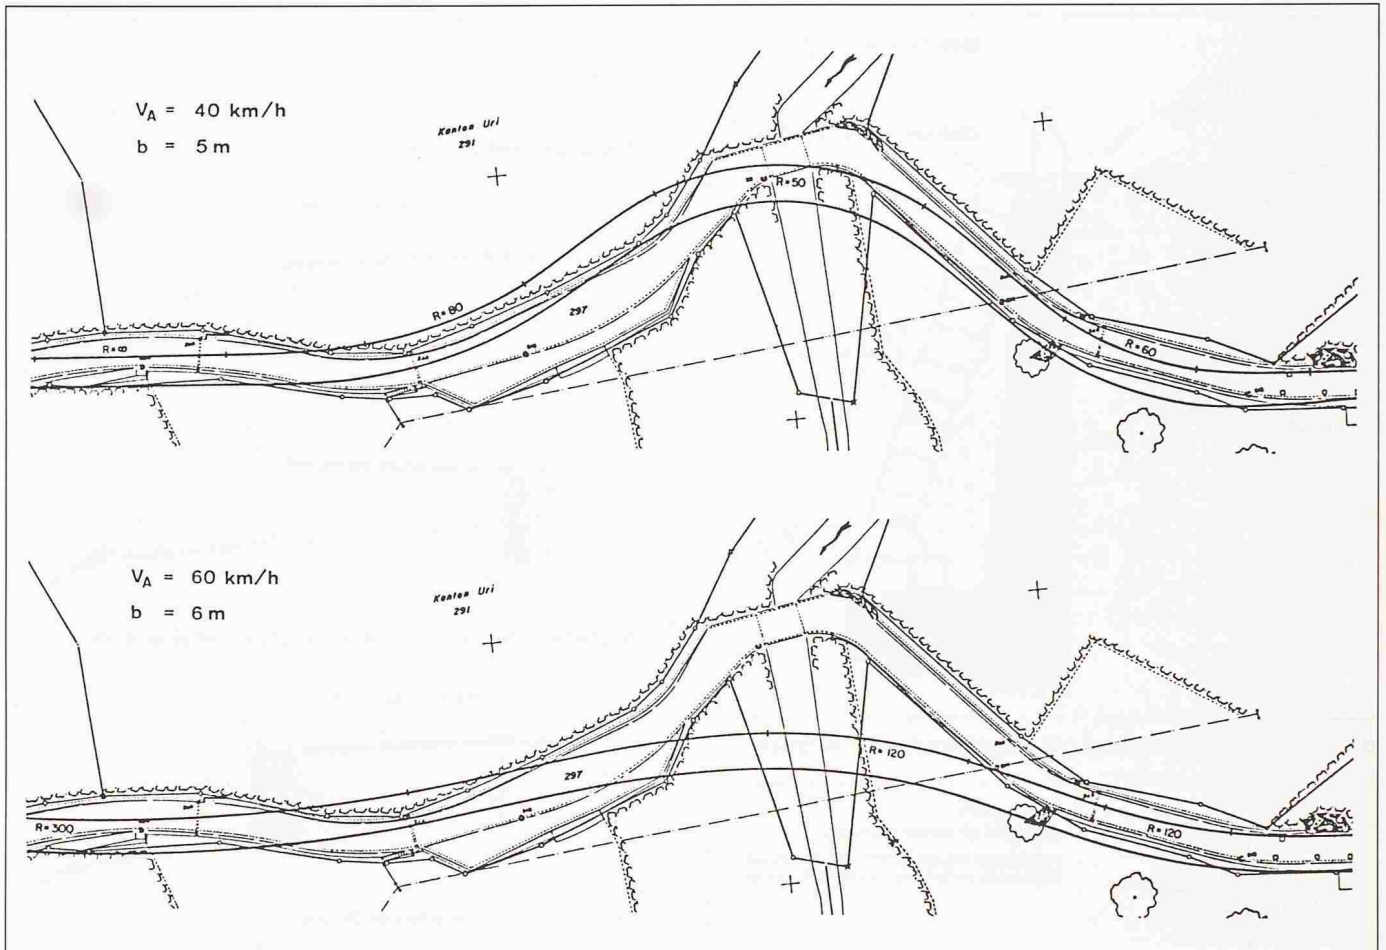 V_A = 40 km/h
b = 5 m
Kanton Uri
291
R=50
R=80
297
R=∞
R=60
V_A = 60 km/h
b = 6 m
Kanton Uri
291
R=120
297
R=300
R=120